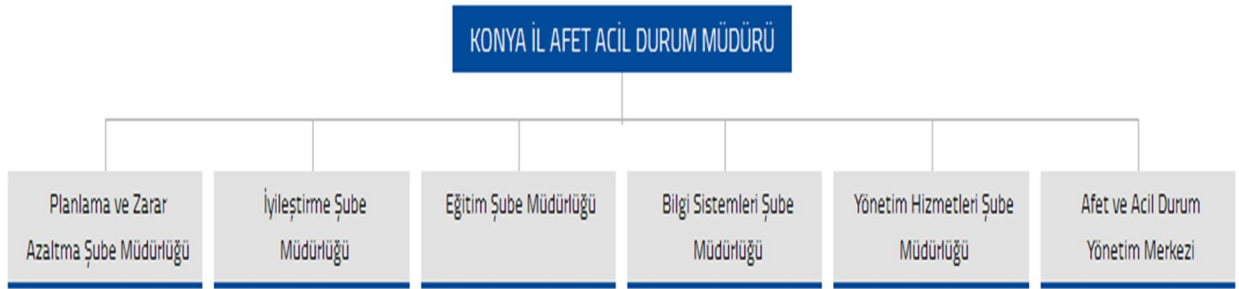 KONYA İL AFET ACİL DURUM MÜDÜRÜ
Planlama ve Zarar
Azaltma Şube Müdürlüğü
İyileştirme Şube
Müdürlüğü
Eğitim Şube Müdürlüğü
Bilgi Sistemleri Şube
Müdürlüğü
Yönetim Hizmetleri Şube
Müdürlüğü
Afet ve Acil Durum
Yönetim Merkezi